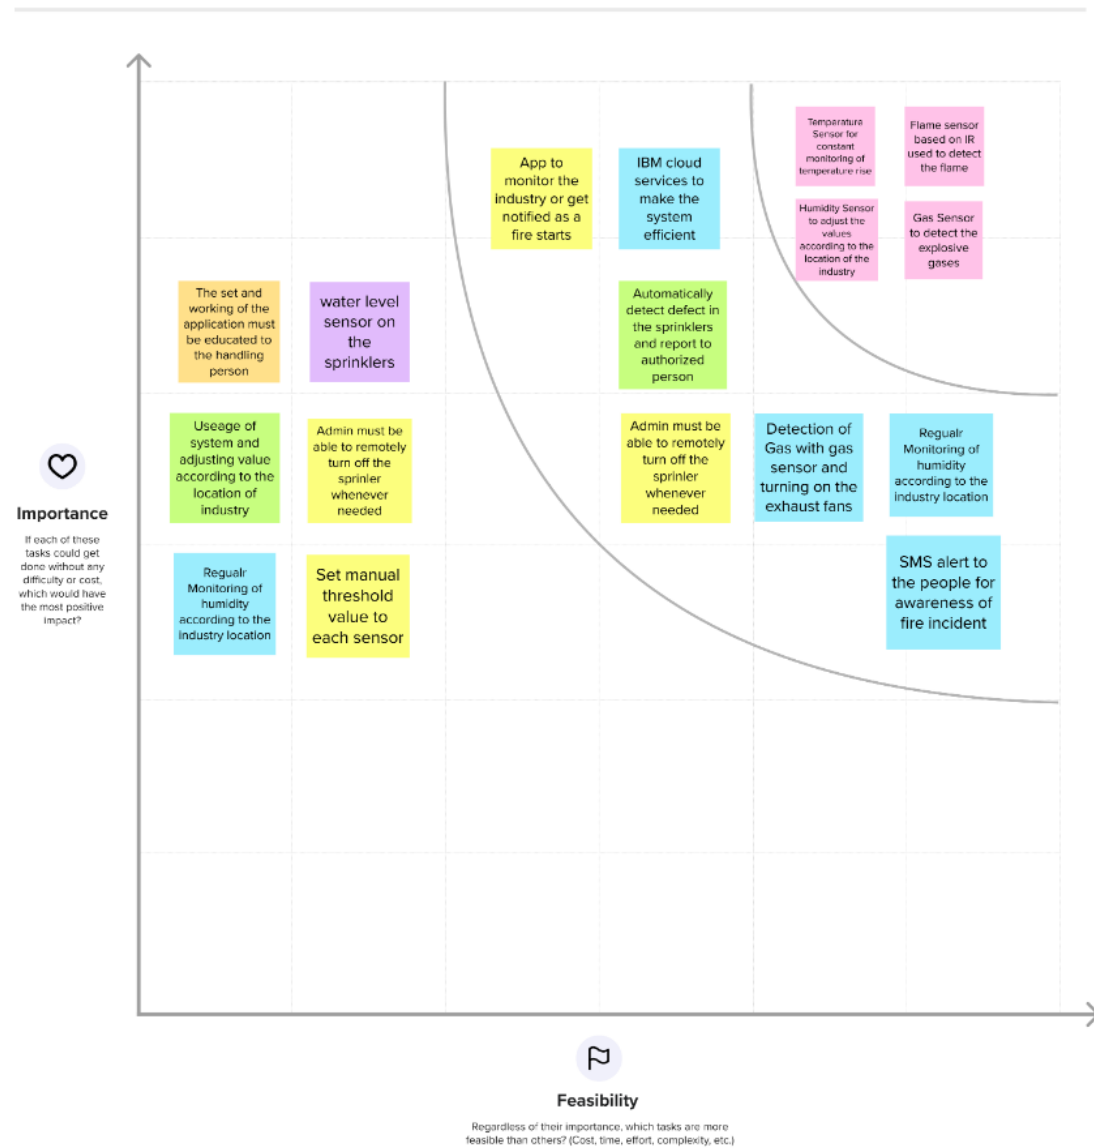 Temperature
Sensor for
constant
monitoring of
temperature rise
Flame sensor
based on IR
used to detect
the flame
App to
monitor the
industry or get
notified as a
fire starts
IBM cloud
services to
make the
system
efficient
Humidity Sensor
to adjust the
values
according to the
location of the
industry
Gas Sensor
to detect the
explosive
gases
The set and
working of the
application must
be educated to
the handling
person
water level
sensor on
the
sprinklers
Automatically
detect defect in
the sprinklers
and report to
authorized
person
Useage of
system and
adjusting value
according to the
location of
industry
Admin must be
able to remotely
turn off the
sprinler
whenever
needed
Admin must be
able to remotely
turn off the
sprinler
whenever
needed
Detection of
Gas with gas
sensor and
turning on the
exhaust fans
Regualr
Monitoring of
humidity
according to the
industry location
Importance
If each of these
tasks could get
done without any
difficulty or cost,
which would have
the most positive
impact?
Regualr
Monitoring of
humidity
according to the
industry location
Set manual
threshold
value to
each sensor
SMS alert to
the people for
awareness of
fire incident
Feasibility
Regardless of their importance, which tasks are more
feasible than others? (Cost, time, effort, complexity, etc.)